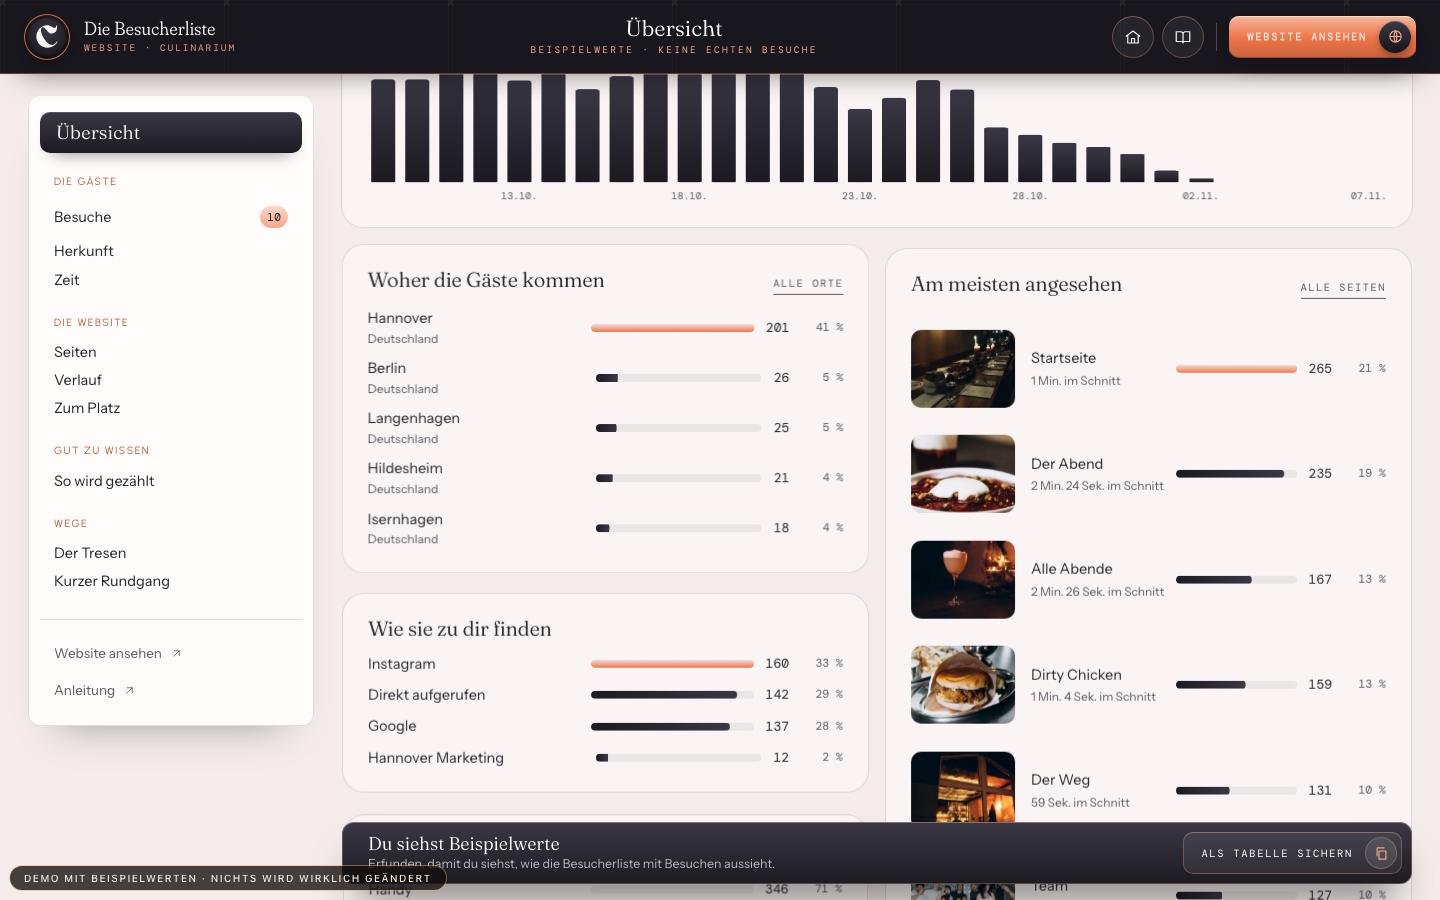 Die Besucherliste
WEBSITE · CULINARIUM
Übersicht
BEISPIELWERTE · KEINE ECHTEN BESUCHE
WEBSITE ANSEHEN
Übersicht
DIE GÄSTE
Besuche 10
Herkunft
Zeit
DIE WEBSITE
Seiten
Verlauf
Zum Platz
GUT ZU WISSEN
So wird gezählt
WEGE
Der Tresen
Kurzer Rundgang
Website ansehen
Anleitung
13.10. 18.10. 23.10. 28.10. 02.11. 07.11.
Woher die Gäste kommen ALLE ORTE
Hannover 201 41 %
Deutschland
Berlin 26 5 %
Deutschland
Langenhagen 25 5 %
Deutschland
Hildesheim 21 4 %
Deutschland
Isernhagen 18 4 %
Deutschland
Wie sie zu dir finden
Instagram 160 33 %
Direkt aufgerufen 142 29 %
Google 137 28 %
Hannover Marketing 12 2 %
Am meisten angesehen ALLE SEITEN
Startseite 265 21 %
1 Min. im Schnitt
Der Abend 235 19 %
2 Min. 24 Sek. im Schnitt
Alle Abende 167 13 %
2 Min. 26 Sek. im Schnitt
Dirty Chicken 159 13 %
1 Min. 4 Sek. im Schnitt
Der Weg 131 10 %
59 Sek. im Schnitt
Du siehst Beispielwerte
Erfunden, damit du siehst, wie die Besucherliste mit Besuchen aussieht.
ALS TABELLE SICHERN
DEMO MIT BEISPIELWERTEN · NICHTS WIRD WIRKLICH GEÄNDERT
Handy 346 71 %
Team 127 10 %